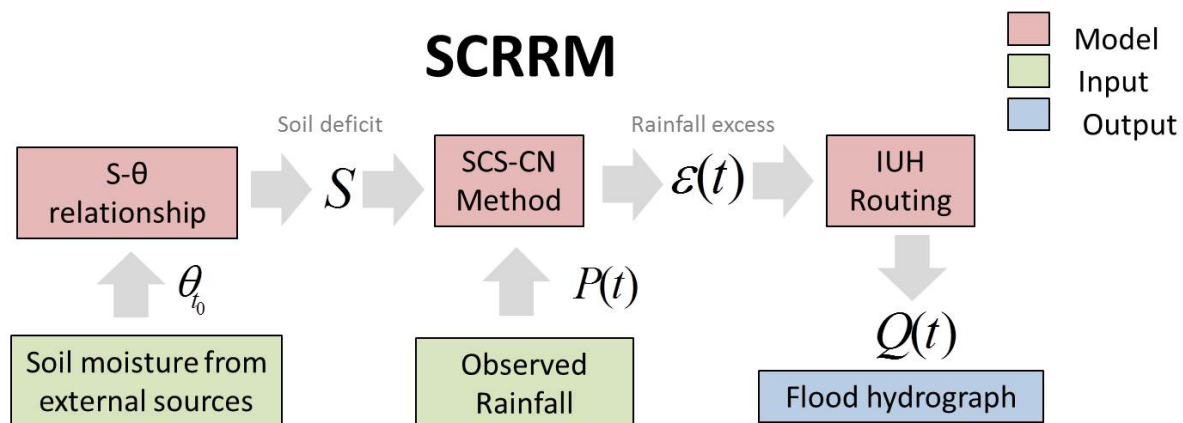 SCRRM
Model
Input
Output
Soil deficit
Rainfall excess
S-θ
relationship
S
SCS-CN
Method
ε(t)
IUH
Routing
θt0
P(t)
Q(t)
Soil moisture from
external sources
Observed
Rainfall
Flood hydrograph